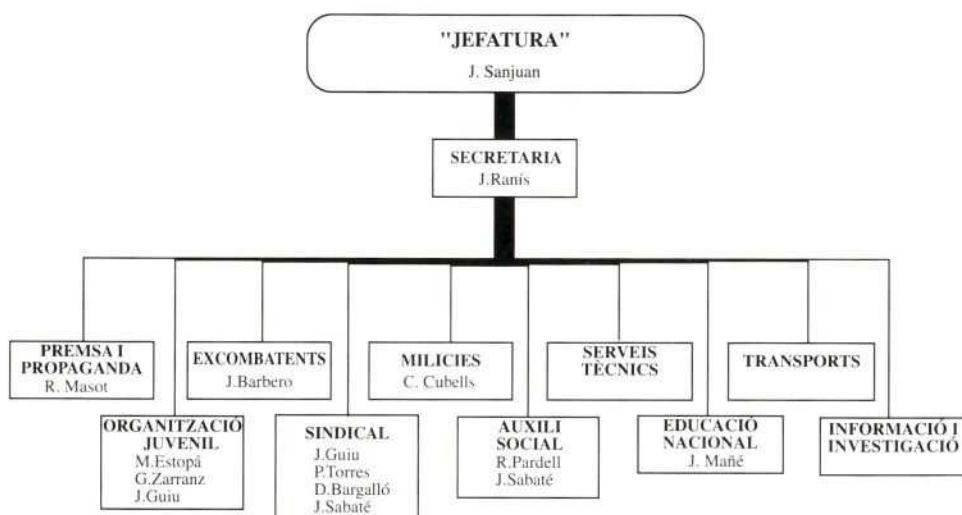 "JEFATURA"
J. Sanjuan
SECRETARIA
J.Ranís
PREMSA I
PROPAGANDA
R. Masot
EXCOMBATENTS
J.Barbero
MILICIES
C. Cubells
SERVEIS
TÈCNICS
TRANSPORTS
ORGANITZACIÓ
JUVENIL
M.Estopá
G.Zarranz
J.Guiu
SINDICAL
J.Guiu
P.Torres
D.Bargalló
J.Sabaté
AUXILI
SOCIAL
R.Pardell
J.Sabaté
EDUCACIÓ
NACIONAL
J. Mañé
INFORMACIÓ I
INVESTIGACIÓ